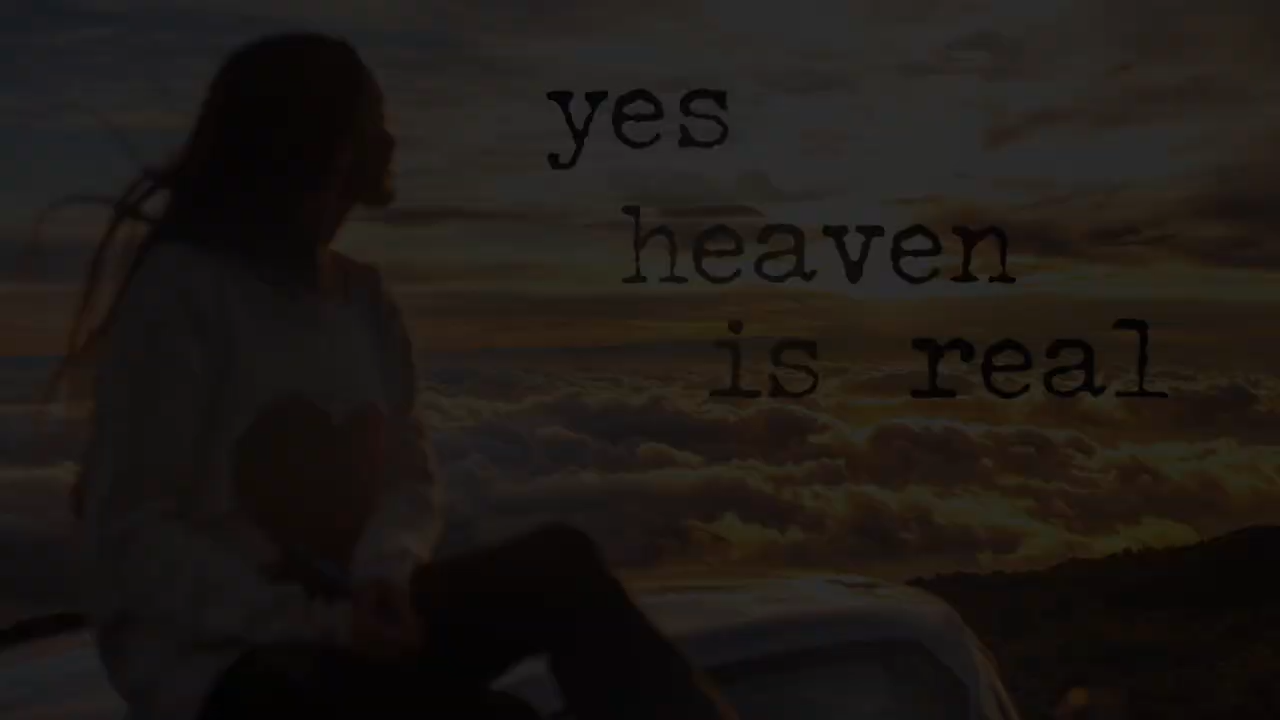 yes
heaven
is real